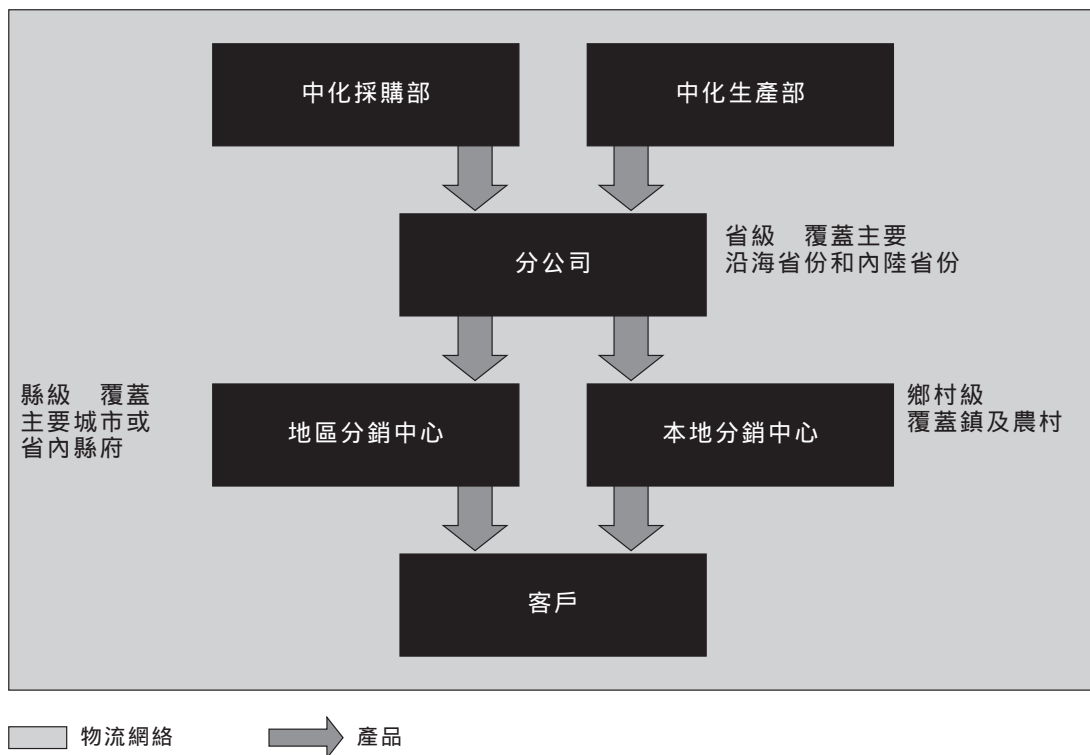 中化採購部
中化生產部
分公司
省級　覆蓋主要
沿海省份和內陸省份
縣級　覆蓋
主要城市或
省內縣府
地區分銷中心
本地分銷中心
鄉村級
覆蓋鎮及農村
客戶
物流網絡
產品